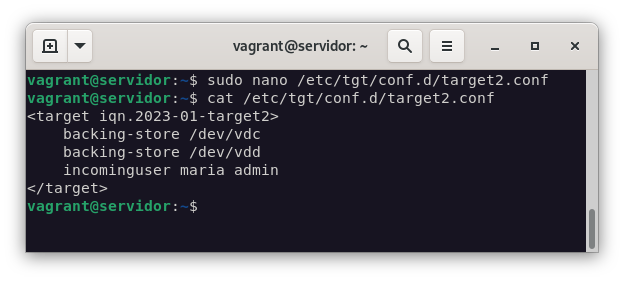 vagrant@servidor: ~
vagrant@servidor:~$ sudo nano /etc/tgt/conf.d/target2.conf
vagrant@servidor:~$ cat /etc/tgt/conf.d/target2.conf
<target iqn.2023-01-target2>
    backing-store /dev/vdc
    backing-store /dev/vdd
    incominguser maria admin
</target>
vagrant@servidor:~$